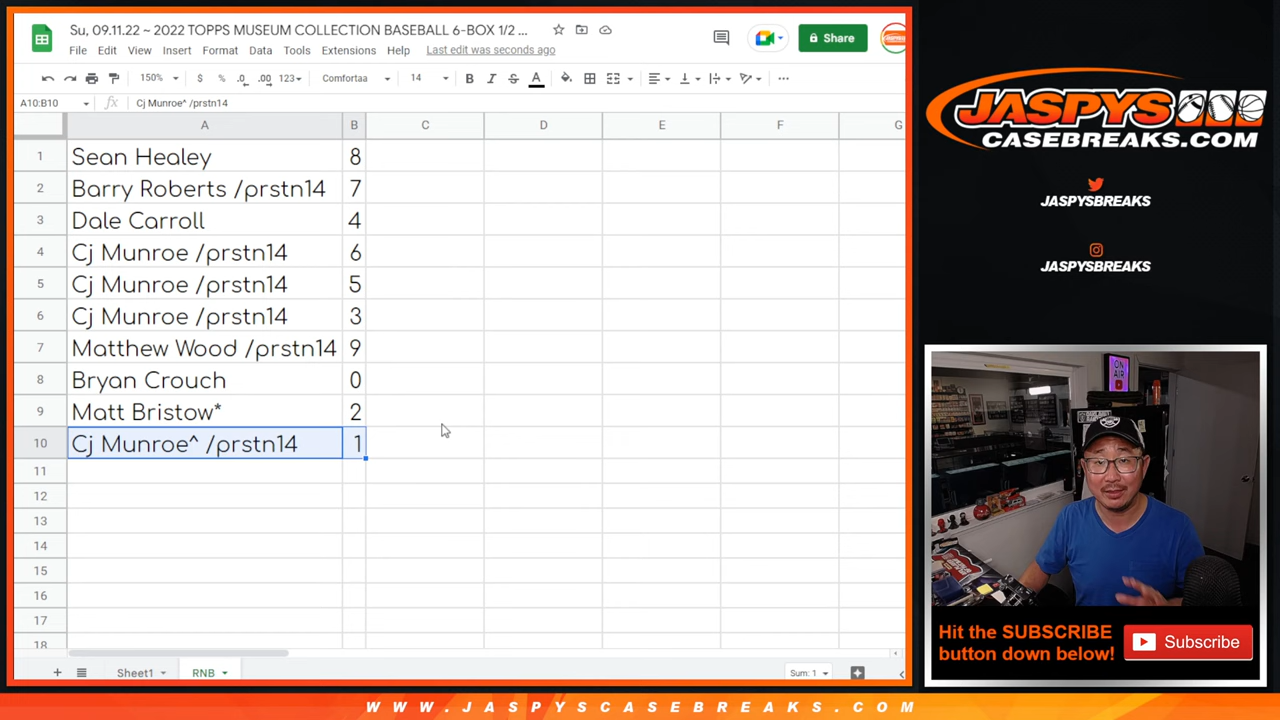 Su, 09.11.22 ~ 2022 TOPPS MUSEUM COLLECTION BASEBALL 6-BOX 1/2 ...
File Edit View Insert Format Data Tools Extensions Help Last edit was seconds ago
Share
150% $ % .0 .00 123 Comfortaa 14 B I S A
A10:B10 fx Cj Munroe^ /prstn14
A B C D E F G
1 Sean Healey 8
2 Barry Roberts /prstn14 7
3 Dale Carroll 4
4 Cj Munroe /prstn14 6
5 Cj Munroe /prstn14 5
6 Cj Munroe /prstn14 3
7 Matthew Wood /prstn14 9
8 Bryan Crouch 0
9 Matt Bristow* 2
10 Cj Munroe^ /prstn14 1
11
12
13
14
15
16
17
18
Sheet1 RNB Sum: 1
JASPYS
CASEBREAKS.COM
JASPYSBREAKS
JASPYSBREAKS
ON
AIR
Hit the SUBSCRIBE
button down below!
Subscribe
WWW.JASPYSCASEBREAKS.COM